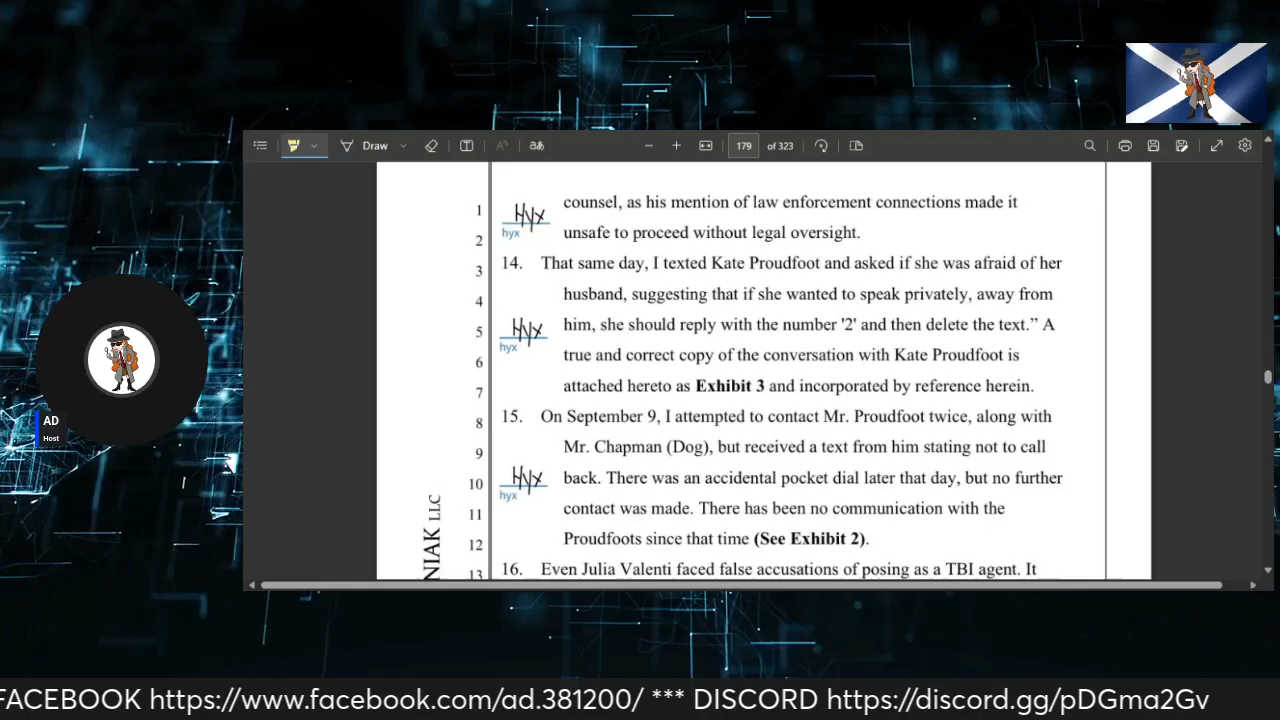 Draw
179
of 323
1
counsel, as his mention of law enforcement connections made it
hyx
2
unsafe to proceed without legal oversight.
3
14. That same day, I texted Kate Proudfoot and asked if she was afraid of her
4
husband, suggesting that if she wanted to speak privately, away from
5
him, she should reply with the number '2' and then delete the text.” A
hyx
6
true and correct copy of the conversation with Kate Proudfoot is
7
attached hereto as Exhibit 3 and incorporated by reference herein.
8
15. On September 9, I attempted to contact Mr. Proudfoot twice, along with
9
Mr. Chapman (Dog), but received a text from him stating not to call
10
back. There was an accidental pocket dial later that day, but no further
hyx
11
contact was made. There has been no communication with the
12
Proudfoots since that time (See Exhibit 2).
13
16. Even Julia Valenti faced false accusations of posing as a TBI agent. It
NIAK LLC
AD
Host
FACEBOOK https://www.facebook.com/ad.381200/ *** DISCORD https://discord.gg/pDGma2Gv